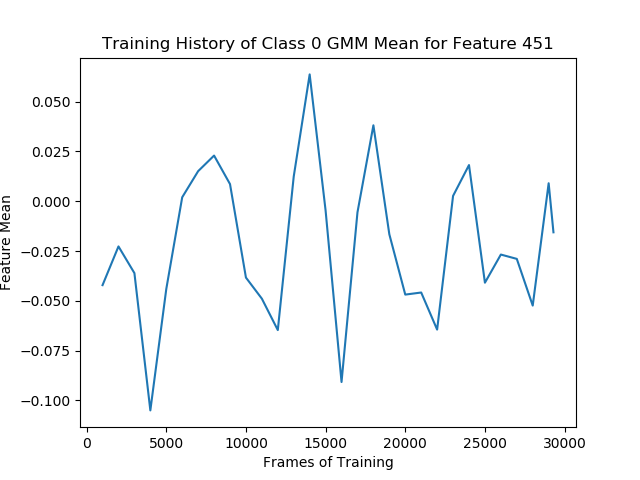 Training History of Class 0 GMM Mean for Feature 451
Feature Mean
0.050
0.025
0.000
−0.025
−0.050
−0.075
−0.100
0 5000 10000 15000 20000 25000 30000
Frames of Training